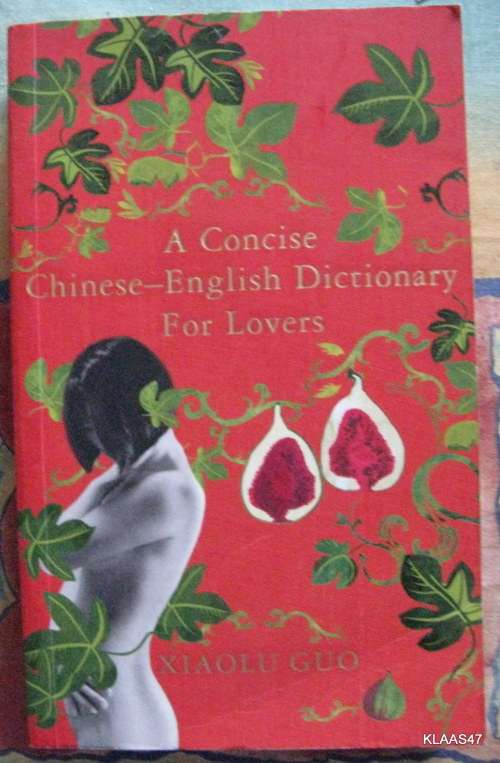 A Concise
Chinese–English Dictionary
For Lovers
XIAOLU GUO
KLAAS47